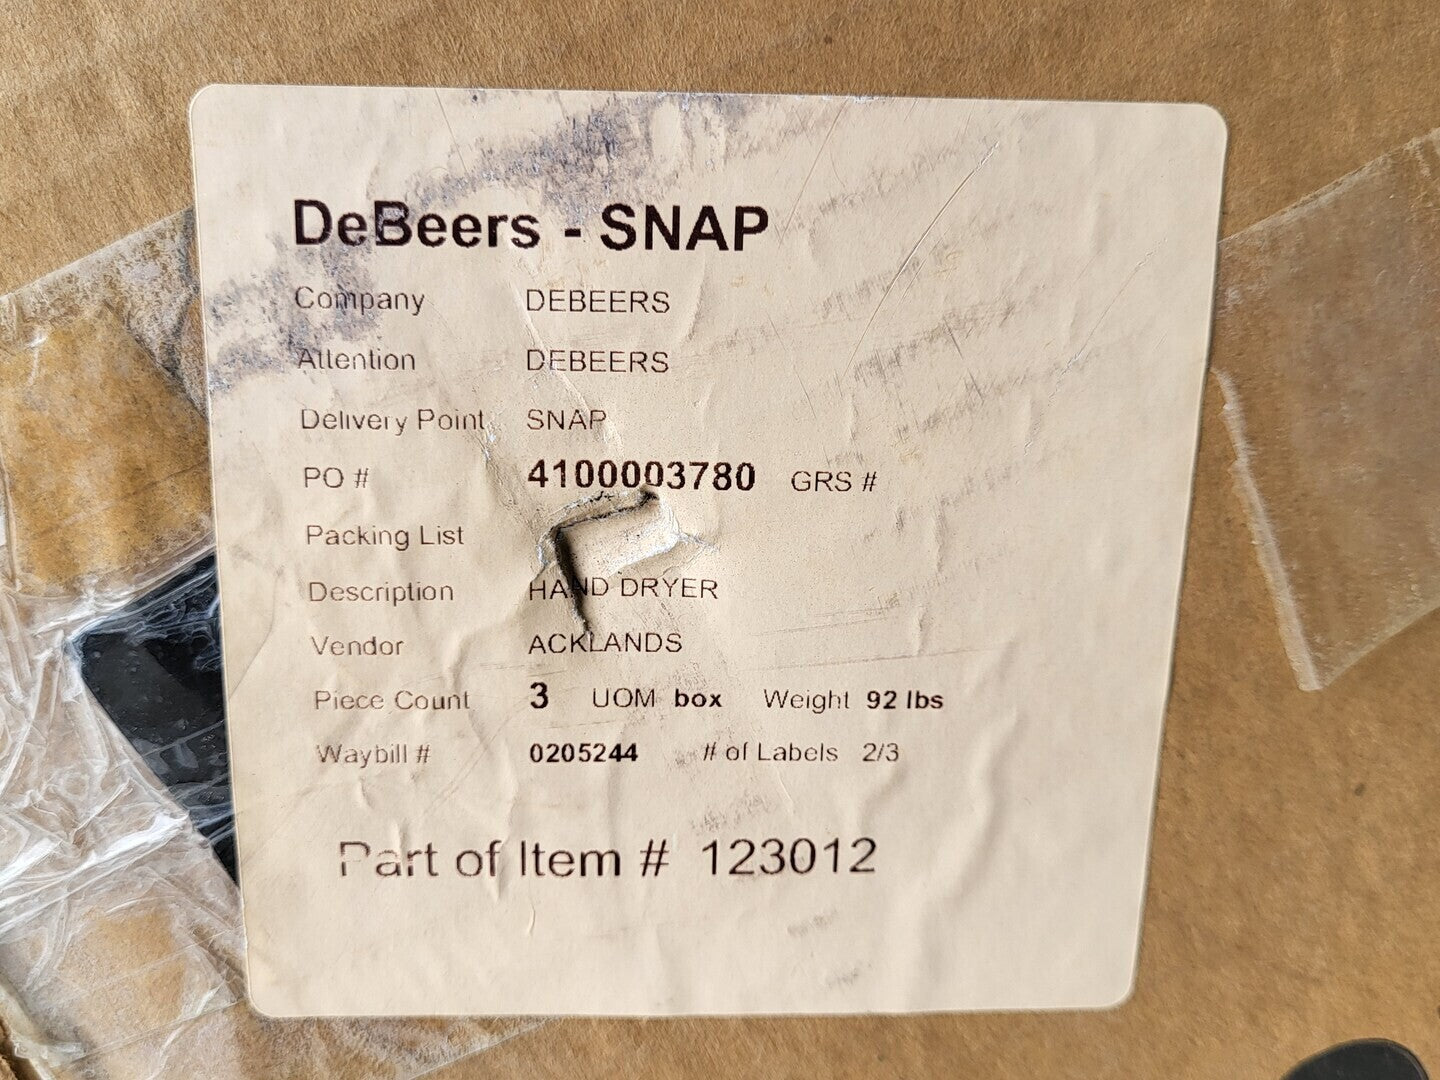 DeBeers - SNAP
Company DEBEERS
Attention DEBEERS
Delivery Point SNAP
PO # 4100003780 GRS #
Packing List
Description HAND DRYER
Vendor ACKLANDS
Piece Count 3 UOM box Weight 92 lbs
Waybill # 0205244 # of Labels 2/3
Part of Item # 123012